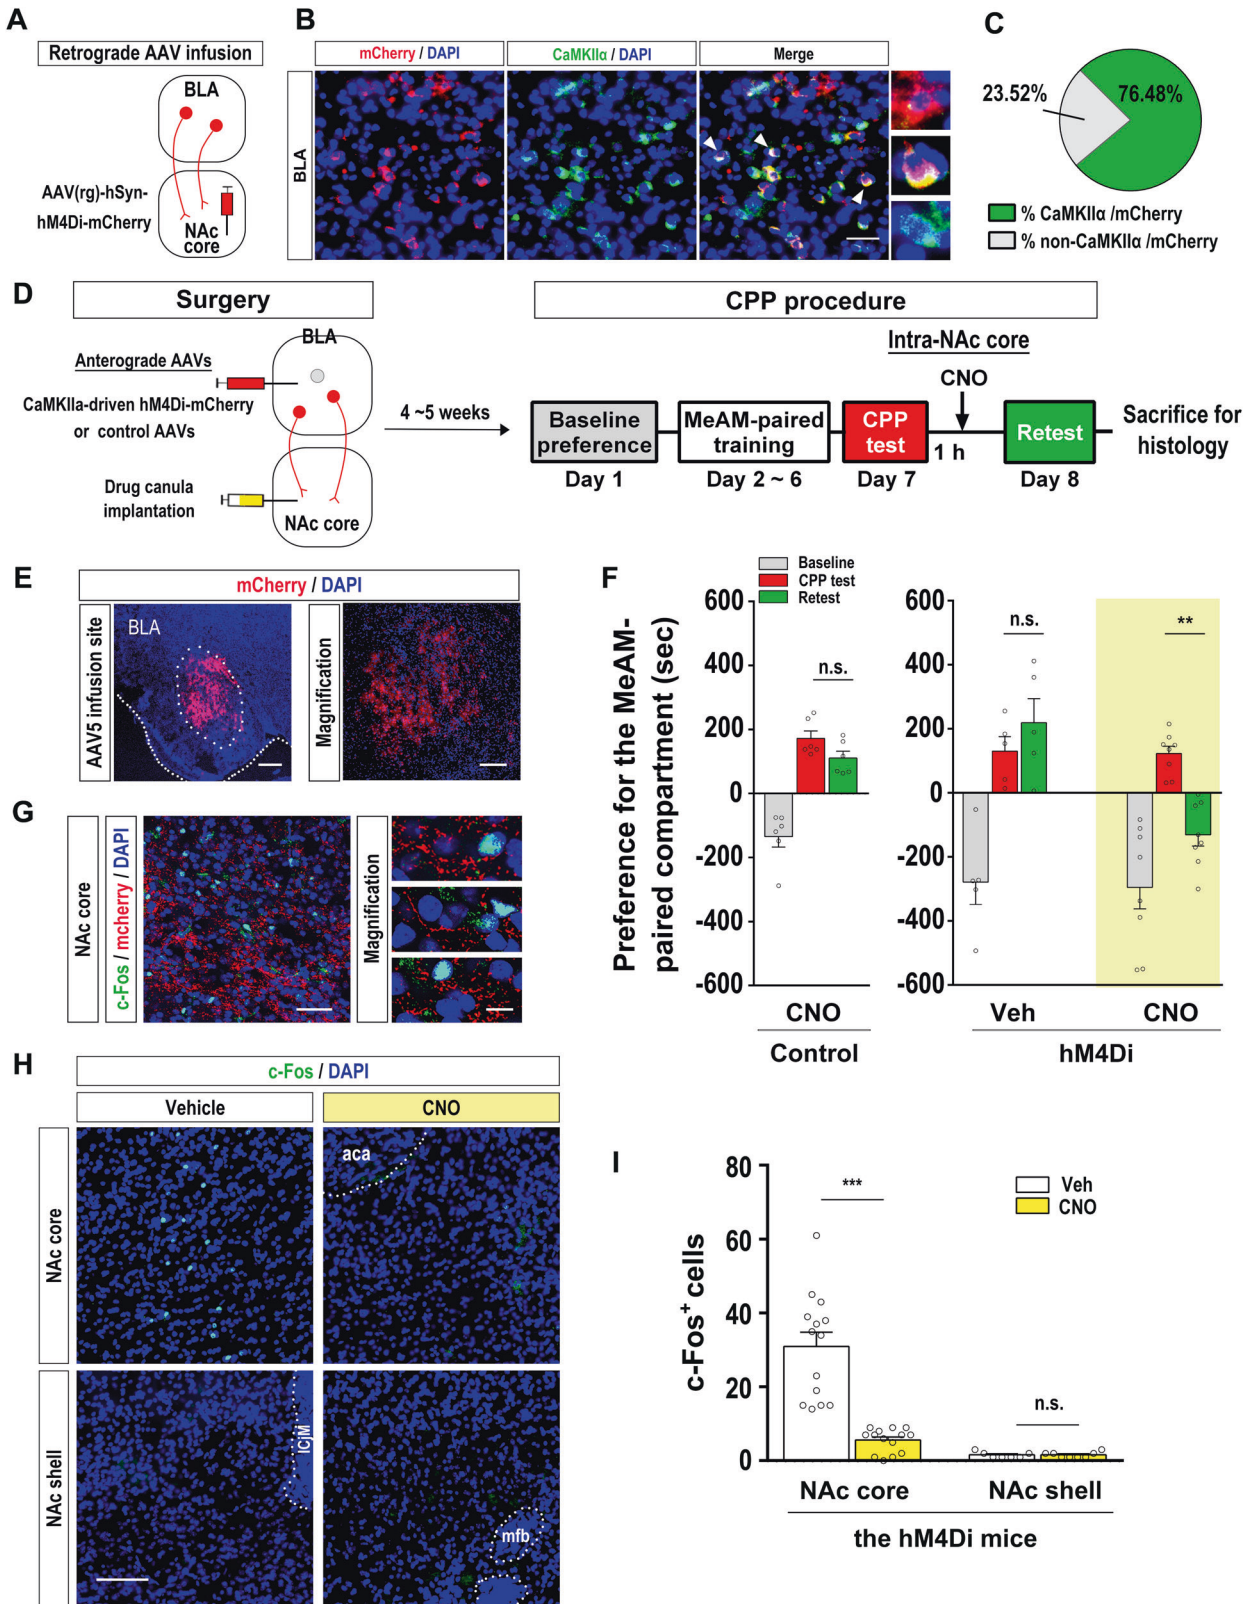 A
Retrograde AAV infusion
BLA
AAV(rg)-hSyn-
hM4Di-mCherry
NAc
core
B
mCherry / DAPI
CaMKIIα / DAPI
Merge
BLA
C
23.52%
76.48%
% CaMKIIα /mCherry
% non-CaMKIIα /mCherry
D
Surgery
BLA
Anterograde AAVs
CaMKIIa-driven hM4Di-mCherry
or control AAVs
Drug canula
implantation
NAc core
4 ~5 weeks
CPP procedure
Intra-NAc core
CNO
Baseline
preference
MeAM-paired
training
CPP
test
1 h
Retest
Sacrifice for
histology
Day 1
Day 2 ~ 6
Day 7
Day 8
E
mCherry / DAPI
AAV5 infusion site
BLA
Magnification
F
Baseline
CPP test
Retest
Preference for the MeAM-
paired compartment (sec)
600
400
200
0
-200
-400
-600
n.s.
CNO
Control
600
400
200
0
-200
-400
-600
n.s.
**
Veh
CNO
hM4Di
G
NAc core
c-Fos / mcherry / DAPI
Magnification
H
c-Fos / DAPI
Vehicle
CNO
NAc core
aca
NAc shell
ICjM
mfb
I
c-Fos+ cells
80
60
40
20
0
***
n.s.
Veh
CNO
NAc core
NAc shell
the hM4Di mice